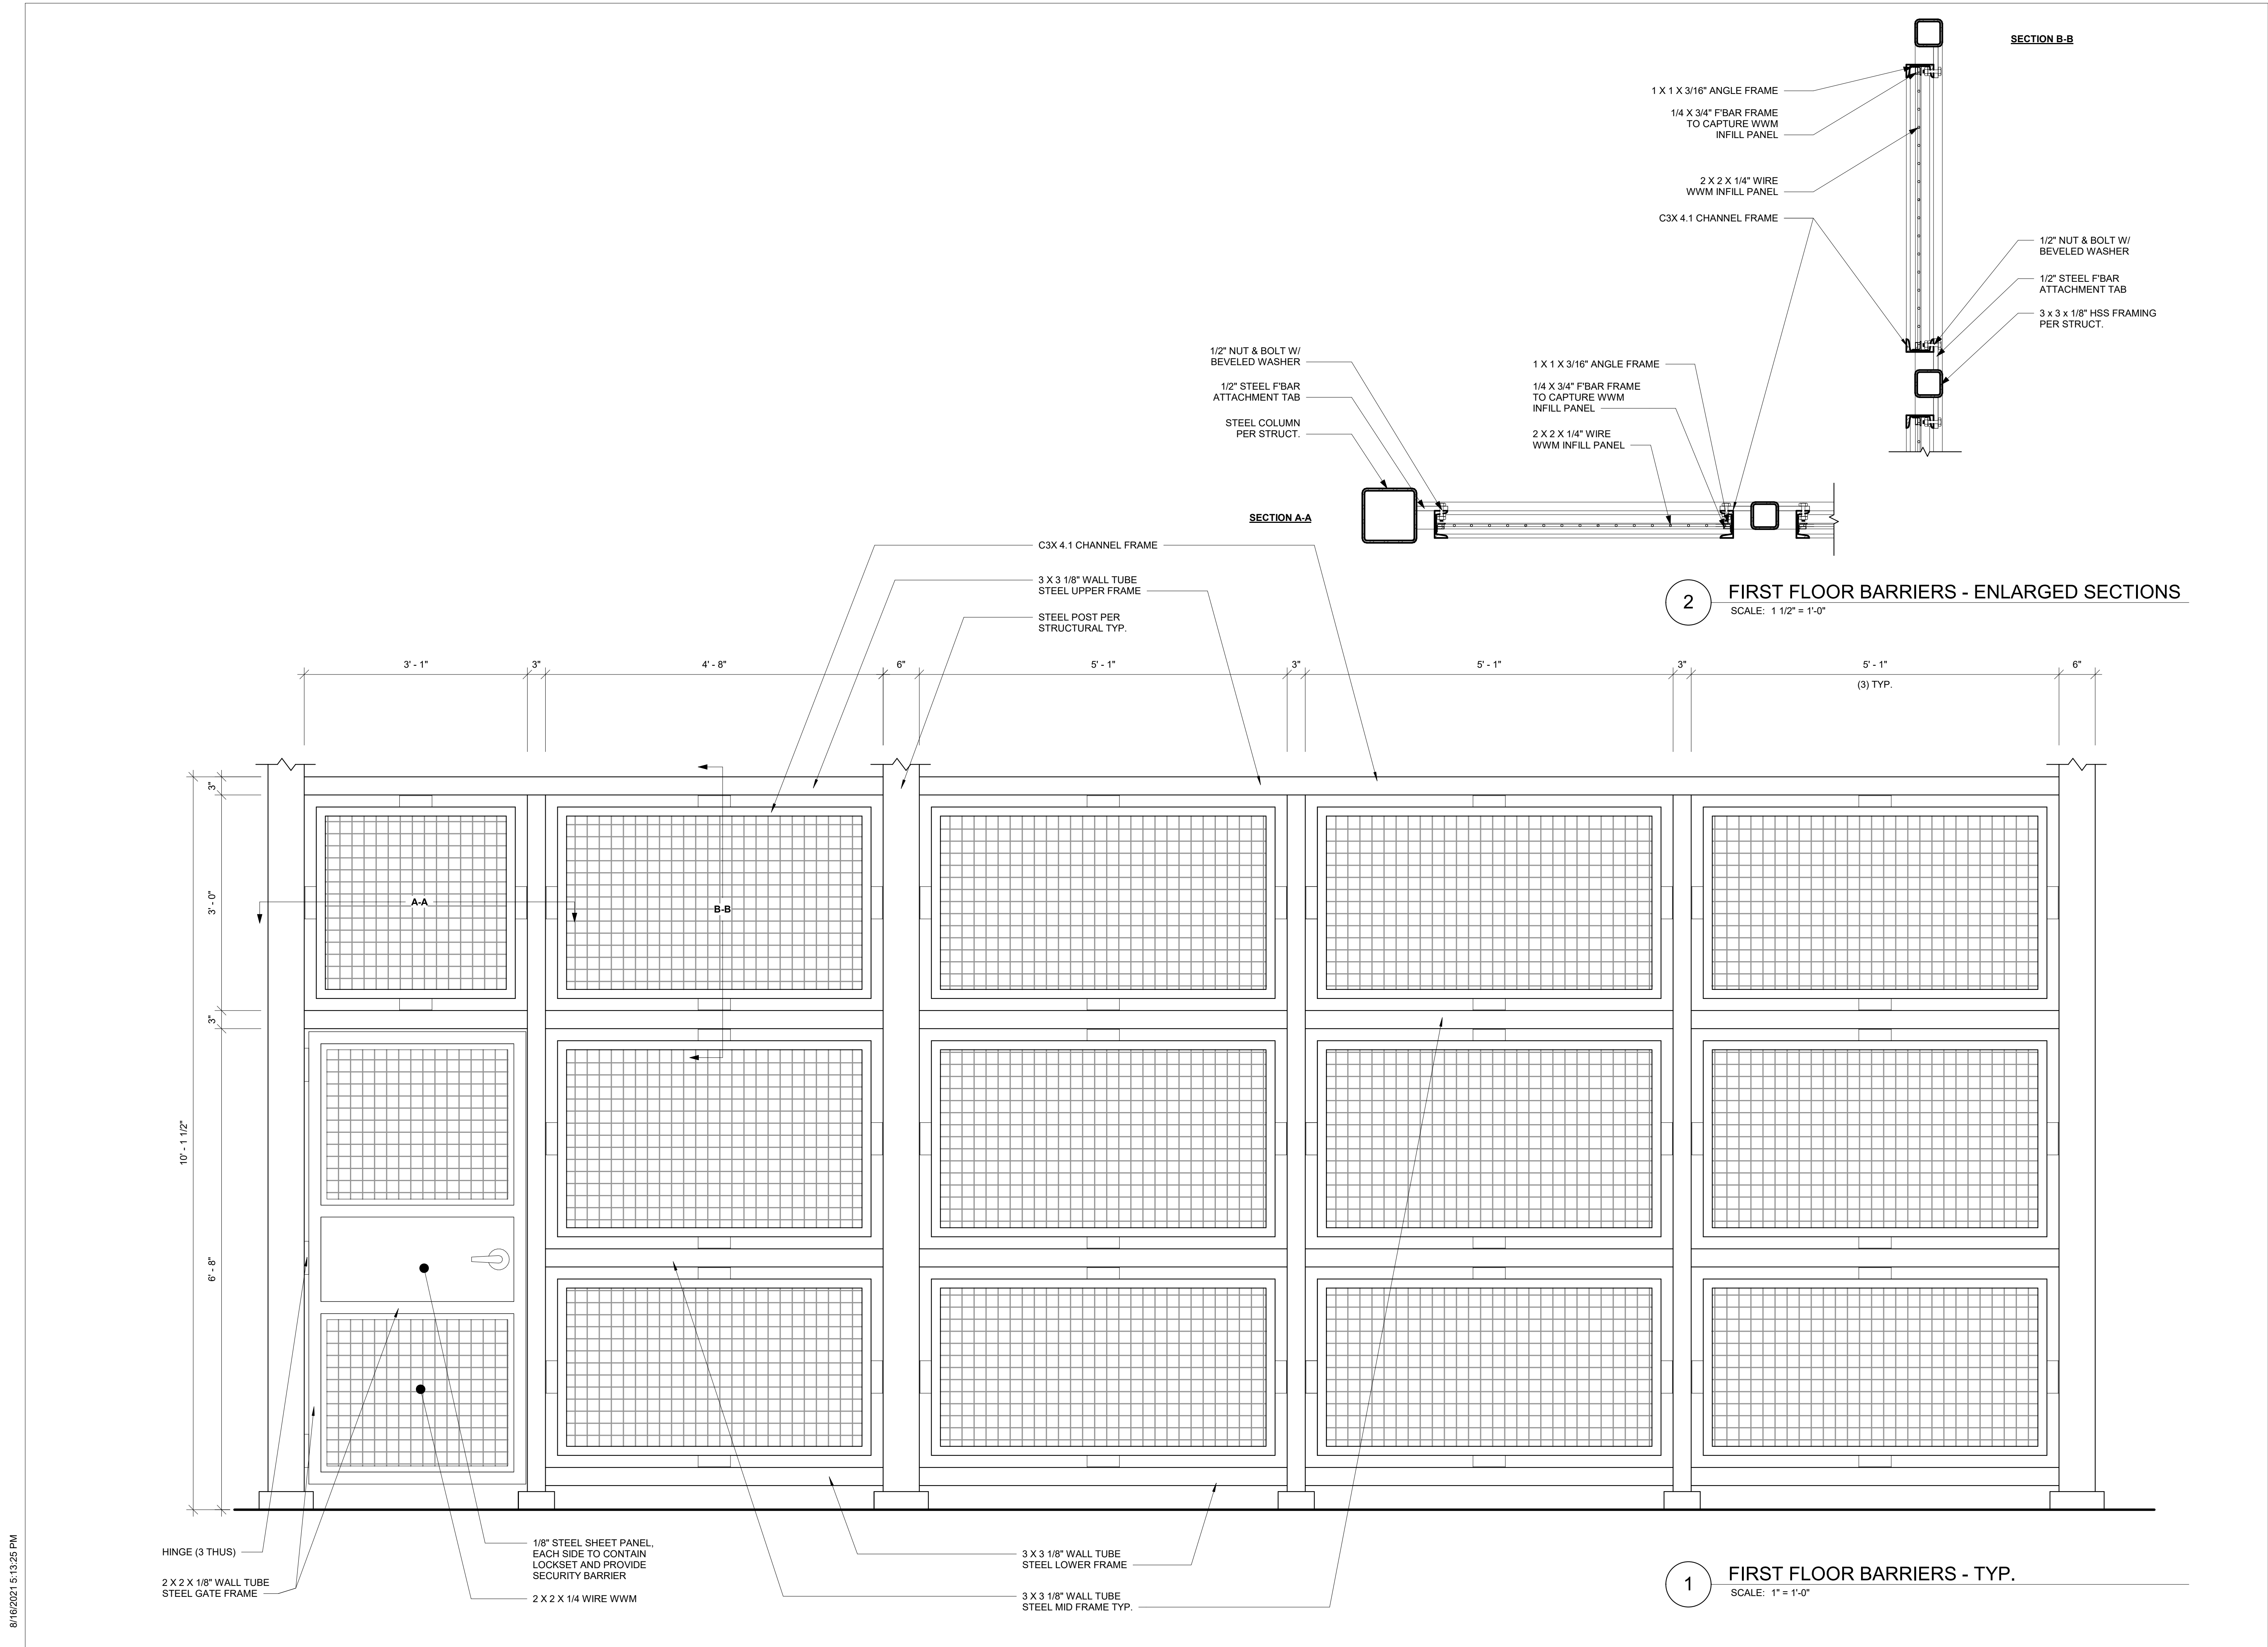 SECTION B-B
1 X 1 X 3/16" ANGLE FRAME
1/4 X 3/4" F'BAR FRAME
TO CAPTURE WWM
INFILL PANEL
2 X 2 X 1/4" WIRE
WWM INFILL PANEL
C3X 4.1 CHANNEL FRAME
1/2" NUT & BOLT W/
BEVELED WASHER
1/2" STEEL F'BAR
ATTACHMENT TAB
3 x 3 x 1/8" HSS FRAMING
PER STRUCT.
1/2" NUT & BOLT W/
BEVELED WASHER
1/2" STEEL F'BAR
ATTACHMENT TAB
STEEL COLUMN
PER STRUCT.
1 X 1 X 3/16" ANGLE FRAME
1/4 X 3/4" F'BAR FRAME
TO CAPTURE WWM
INFILL PANEL
2 X 2 X 1/4" WIRE
WWM INFILL PANEL
SECTION A-A
2
FIRST FLOOR BARRIERS - ENLARGED SECTIONS
SCALE: 1 1/2" = 1'-0"
C3X 4.1 CHANNEL FRAME
3 X 3 1/8" WALL TUBE
STEEL UPPER FRAME
STEEL POST PER
STRUCTURAL TYP.
3' - 1"
3"
4' - 8"
6"
5' - 1"
3"
5' - 1"
3"
5' - 1"
(3) TYP.
6"
3"
3' - 0"
3"
6' - 8"
10' - 1 1/2"
A-A
B-B
HINGE (3 THUS)
2 X 2 X 1/8" WALL TUBE
STEEL GATE FRAME
1/8" STEEL SHEET PANEL,
EACH SIDE TO CONTAIN
LOCKSET AND PROVIDE
SECURITY BARRIER
2 X 2 X 1/4 WIRE WWM
3 X 3 1/8" WALL TUBE
STEEL LOWER FRAME
3 X 3 1/8" WALL TUBE
STEEL MID FRAME TYP.
1
FIRST FLOOR BARRIERS - TYP.
SCALE: 1" = 1'-0"
8/16/2021 5:13:25 PM